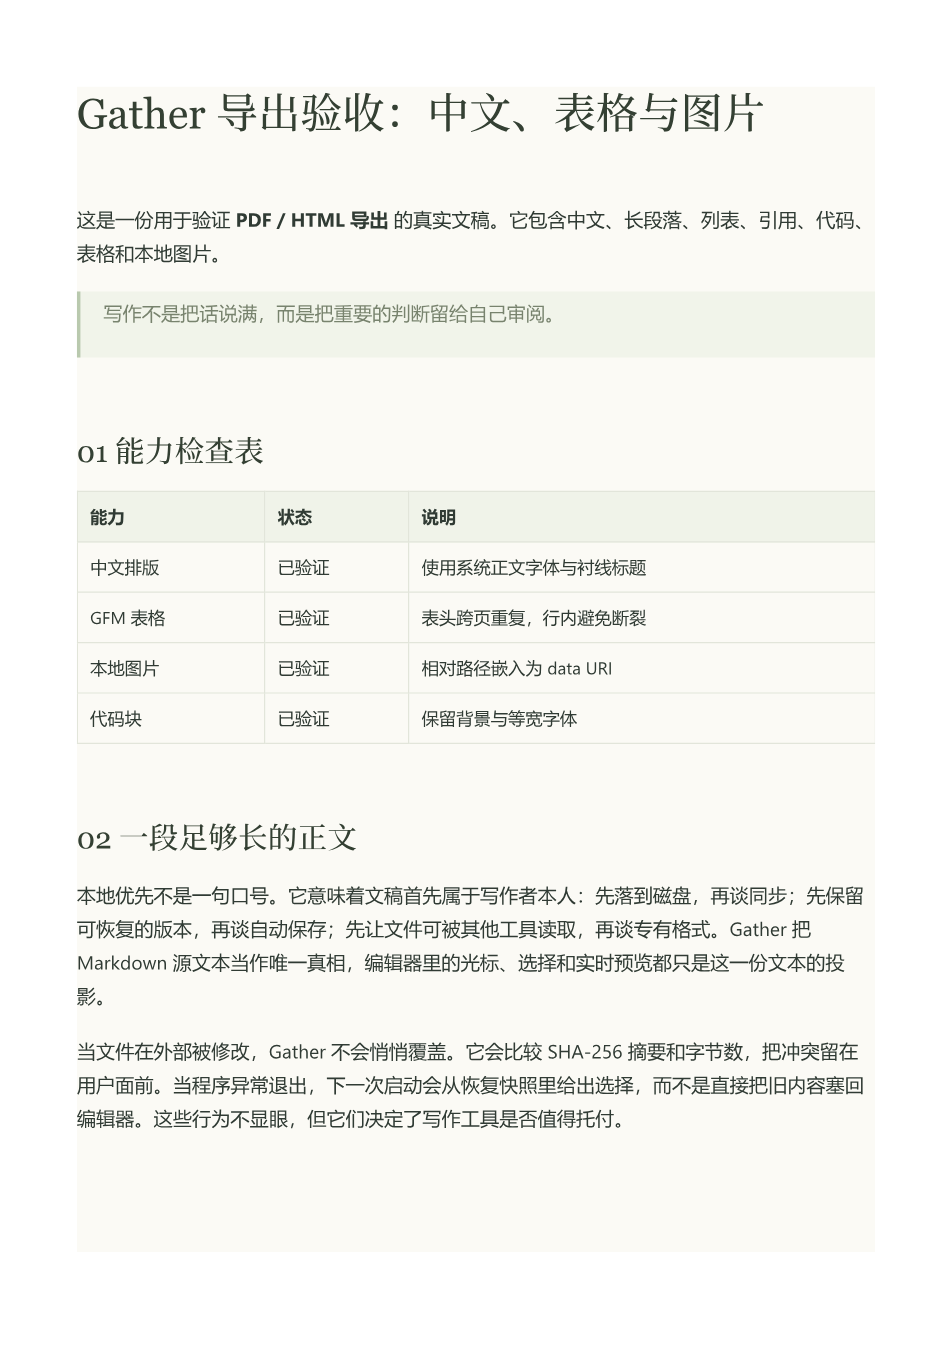 Gather 导出验收：中文、表格与图片
这是一份用于验证 PDF / HTML 导出 的真实文稿。它包含中文、长段落、列表、引用、代码、
表格和本地图片。
写作不是把话说满，而是把重要的判断留给自己审阅。
01 能力检查表
能力 状态 说明
中文排版 已验证 使用系统正文字体与衬线标题
GFM 表格 已验证 表头跨页重复，行内避免断裂
本地图片 已验证 相对路径嵌入为 data URI
代码块 已验证 保留背景与等宽字体
02 一段足够长的正文
本地优先不是一句口号。它意味着文稿首先属于写作者本人：先落到磁盘，再谈同步；先保留
可恢复的版本，再谈自动保存；先让文件可被其他工具读取，再谈专有格式。Gather 把
Markdown 源文本当作唯一真相，编辑器里的光标、选择和实时预览都只是这一份文本的投
影。
当文件在外部被修改，Gather 不会悄悄覆盖。它会比较 SHA-256 摘要和字节数，把冲突留在
用户面前。当程序异常退出，下一次启动会从恢复快照里给出选择，而不是直接把旧内容塞回
编辑器。这些行为不显眼，但它们决定了写作工具是否值得托付。